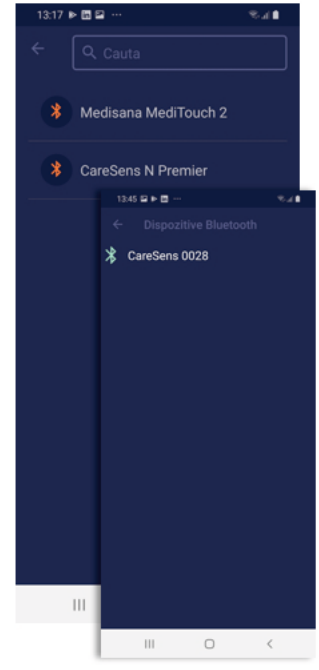 13:17
Cauta
Medisana MediTouch 2
CareSens N Premier
13:45
Dispozitive Bluetooth
CareSens 0028